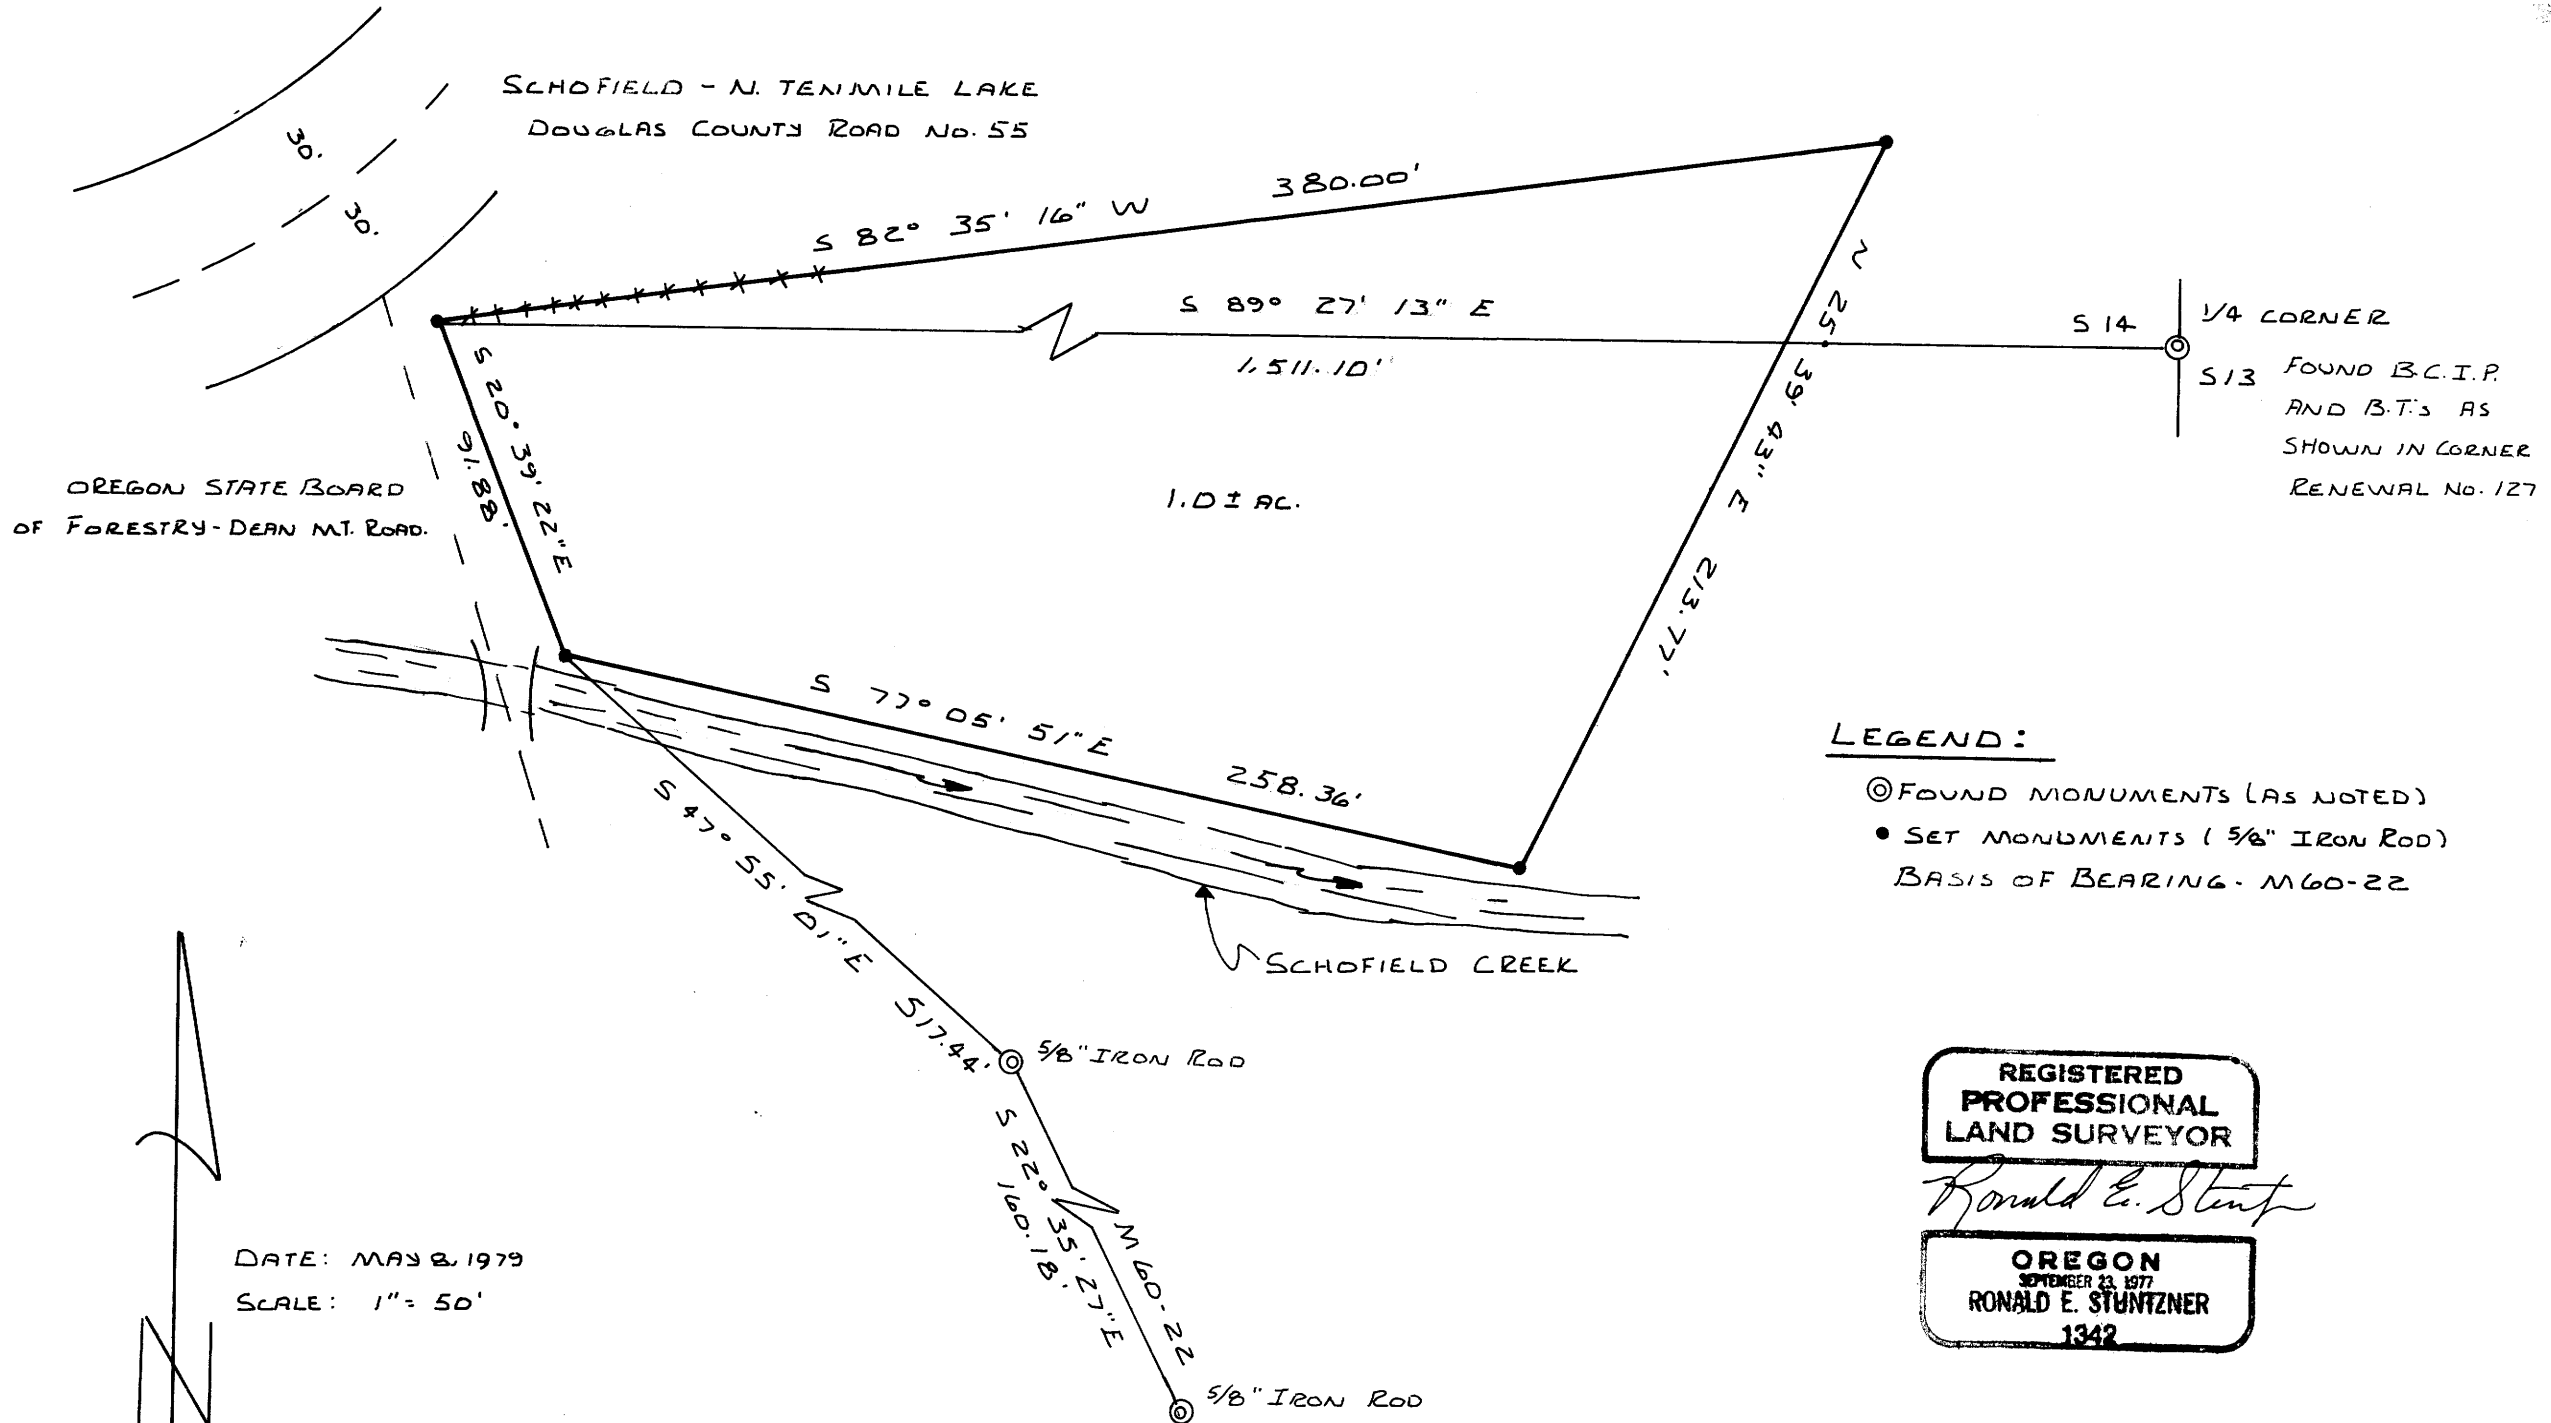 SCHOFIELD - N. TENMILE LAKE
DOUGLAS COUNTY ROAD NO. 55
30.
30.
S 82° 35' 16" W 380.00'
S 89° 27' 13" E
1,511.10'
N 25° 39' 43" E 213.77'
S 14
S 13
1/4 CORNER
FOUND B.C.I.P.
AND B.T.'s AS
SHOWN IN CORNER
RENEWAL NO. 127
S 20° 39' 22" E
91.88'
OREGON STATE BOARD
OF FORESTRY-DEAN MT. ROAD.
1.0 ± AC.
S 77° 05' 51" E 258.36'
S 47° 55' 01" E 517.44'
SCHOFIELD CREEK
LEGEND:
FOUND MONUMENTS (AS NOTED)
SET MONUMENTS ( 5/8" IRON ROD)
BASIS OF BEARING - M60-22
5/8" IRON ROD
S 22° 35' 27" E
160.18'
M60-22
5/8" IRON ROD
DATE: MAY 8, 1979
SCALE: 1" = 50'
N
REGISTERED
PROFESSIONAL
LAND SURVEYOR
Ronald E. Stunt
OREGON
SEPTEMBER 23, 1977
RONALD E. STUNTZNER
1342